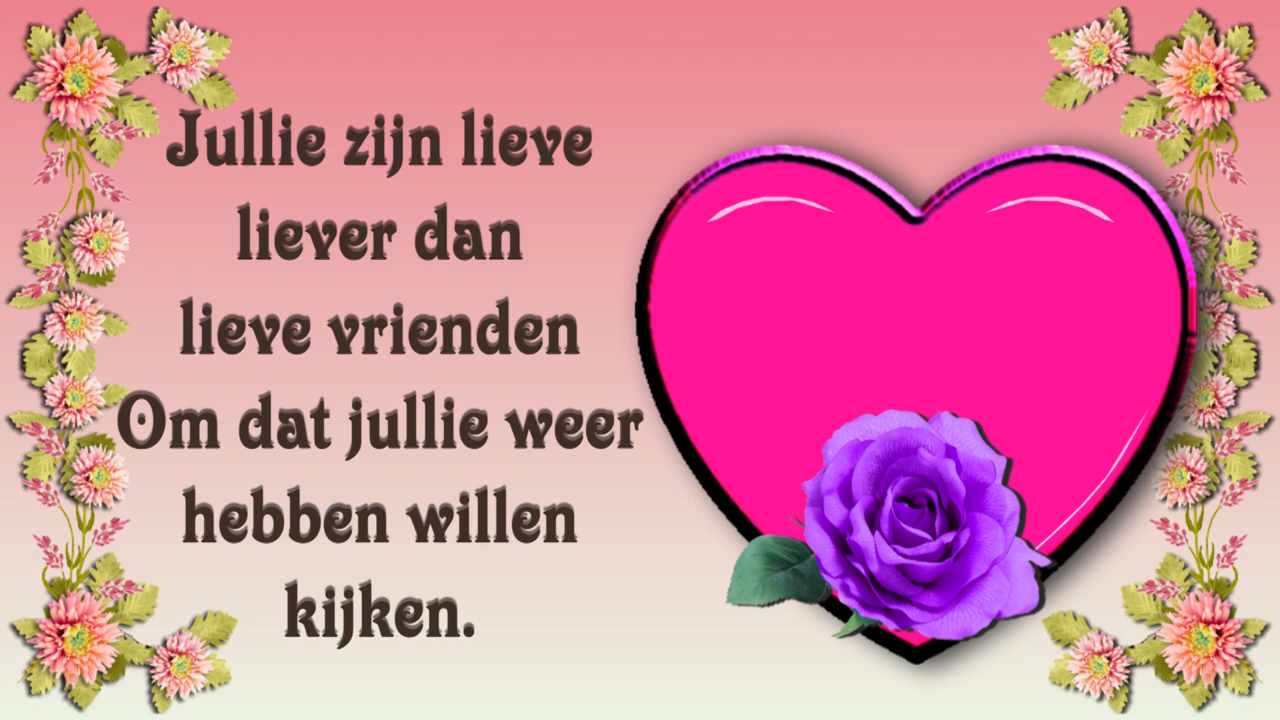 Jullie zijn lieve
liever dan
lieve vrienden
Om dat jullie weer
hebben willen
kijken.